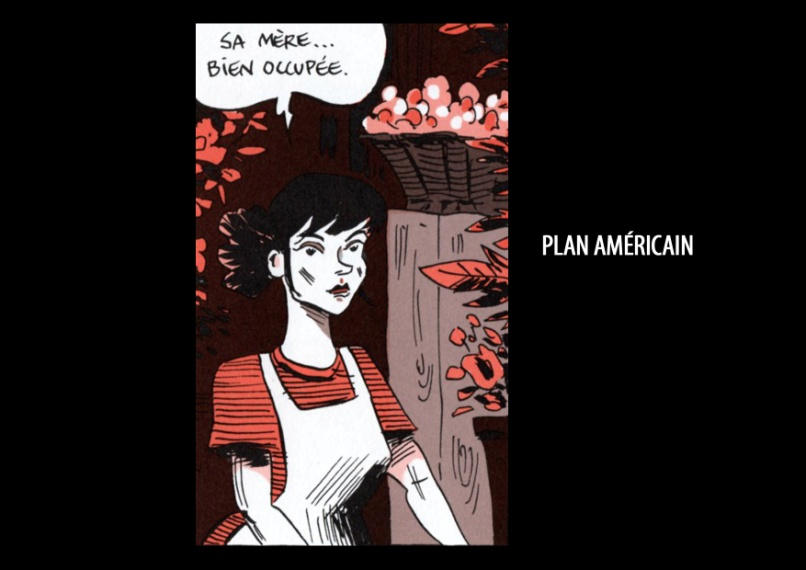 SA MÈRE...
BIEN OCCUPÉE.
PLAN AMÉRICAIN